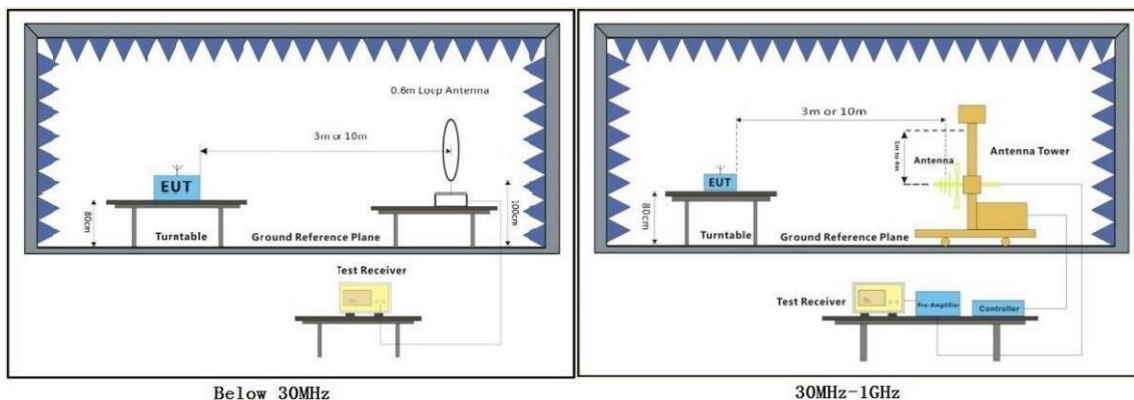 0.6m Loop Antenna
3m or 10m
EUT
80cm
100cm
Turntable
Ground Reference Plane
Test Receiver
Below 30MHz
3m or 10m
1m to 4m
Antenna
Antenna Tower
EUT
80cm
Turntable
Ground Reference Plane
Test Receiver
Pre-Amplifier
Controller
30MHz-1GHz